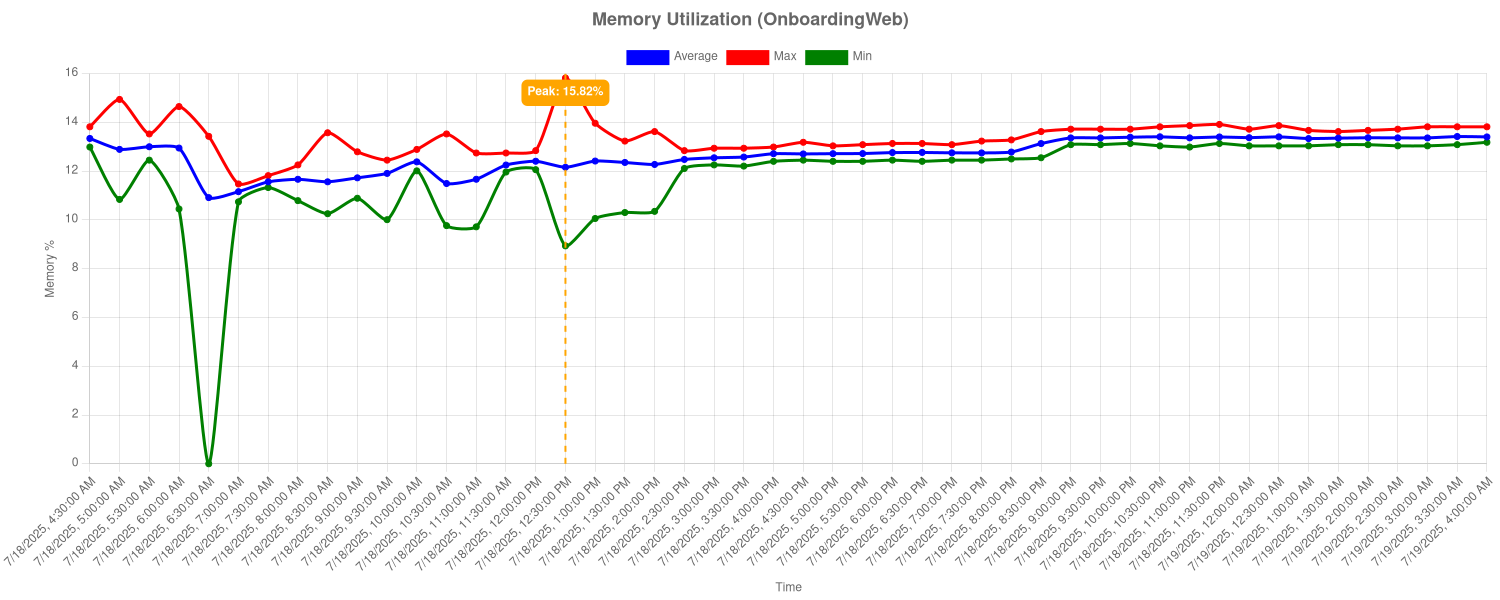 Memory Utilization (OnboardingWeb)
Average Max Min
Peak: 15.82%
Memory %
16
14
12
10
8
6
4
2
0
7/18/2025, 4:30:00 AM
7/18/2025, 5:00:00 AM
7/18/2025, 5:30:00 AM
7/18/2025, 6:00:00 AM
7/18/2025, 6:30:00 AM
7/18/2025, 7:00:00 AM
7/18/2025, 7:30:00 AM
7/18/2025, 8:00:00 AM
7/18/2025, 8:30:00 AM
7/18/2025, 9:00:00 AM
7/18/2025, 9:30:00 AM
7/18/2025, 10:00:00 AM
7/18/2025, 10:30:00 AM
7/18/2025, 11:00:00 AM
7/18/2025, 11:30:00 AM
7/18/2025, 12:00:00 PM
7/18/2025, 12:30:00 PM
7/18/2025, 1:00:00 PM
7/18/2025, 1:30:00 PM
7/18/2025, 2:00:00 PM
7/18/2025, 2:30:00 PM
7/18/2025, 3:00:00 PM
7/18/2025, 3:30:00 PM
7/18/2025, 4:00:00 PM
7/18/2025, 4:30:00 PM
7/18/2025, 5:00:00 PM
7/18/2025, 5:30:00 PM
7/18/2025, 6:00:00 PM
7/18/2025, 6:30:00 PM
7/18/2025, 7:00:00 PM
7/18/2025, 7:30:00 PM
7/18/2025, 8:00:00 PM
7/18/2025, 8:30:00 PM
7/18/2025, 9:00:00 PM
7/18/2025, 9:30:00 PM
7/18/2025, 10:00:00 PM
7/18/2025, 10:30:00 PM
7/18/2025, 11:00:00 PM
7/18/2025, 11:30:00 PM
7/19/2025, 12:00:00 AM
7/19/2025, 12:30:00 AM
7/19/2025, 1:00:00 AM
7/19/2025, 1:30:00 AM
7/19/2025, 2:00:00 AM
7/19/2025, 2:30:00 AM
7/19/2025, 3:00:00 AM
7/19/2025, 3:30:00 AM
7/19/2025, 4:00:00 AM
Time